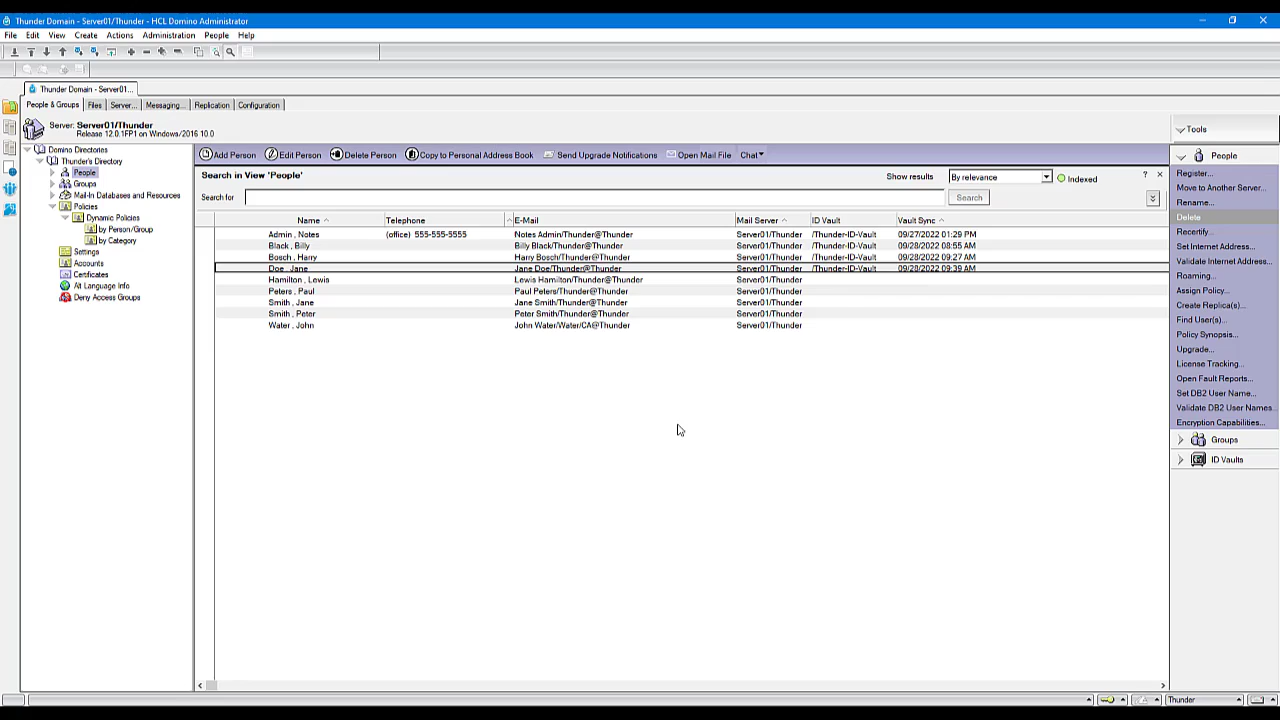 Thunder Domain - Server01/Thunder - HCL Domino Administrator
File Edit View Create Actions Administration People Help
Thunder Domain - Server01...
People & Groups Files Server... Messaging... Replication Configuration
Server: Server01/Thunder
Release 12.0.1FP1 on Windows/2016 10.0
Domino Directories
Thunder's Directory
People
Groups
Mail-In Databases and Resources
Policies
Dynamic Policies
by Person/Group
by Category
Settings
Accounts
Certificates
Alt Language Info
Deny Access Groups
Add Person Edit Person Delete Person Copy to Personal Address Book Send Upgrade Notifications Open Mail File Chat
Search in View 'People' Show results By relevance Indexed ? ×
Search for Search
Name Telephone E-Mail Mail Server ID Vault Vault Sync
Admin , Notes (office) 555-555-5555 Notes Admin/Thunder@Thunder Server01/Thunder /Thunder-ID-Vault 09/27/2022 01:29 PM
Black , Billy Billy Black/Thunder@Thunder Server01/Thunder /Thunder-ID-Vault 09/28/2022 08:55 AM
Bosch , Harry Harry Bosch/Thunder@Thunder Server01/Thunder /Thunder-ID-Vault 09/28/2022 09:27 AM
Doe , Jane Jane Doe/Thunder@Thunder Server01/Thunder /Thunder-ID-Vault 09/28/2022 09:39 AM
Hamilton , Lewis Lewis Hamilton/Thunder@Thunder Server01/Thunder
Peters , Paul Paul Peters/Thunder@Thunder Server01/Thunder
Smith , Jane Jane Smith/Thunder@Thunder Server01/Thunder
Smith , Peter Peter Smith/Thunder@Thunder Server01/Thunder
Water , John John Water/Water/CA@Thunder Server01/Thunder
Tools
People
Register...
Move to Another Server...
Rename...
Delete
Recertify...
Set Internet Address...
Validate Internet Address...
Roaming...
Assign Policy...
Create Replica(s)...
Find User(s)...
Policy Synopsis...
Upgrade...
License Tracking...
Open Fault Reports...
Set DB2 User Name...
Validate DB2 User Names...
Encryption Capabilities...
Groups
ID Vaults
Thunder